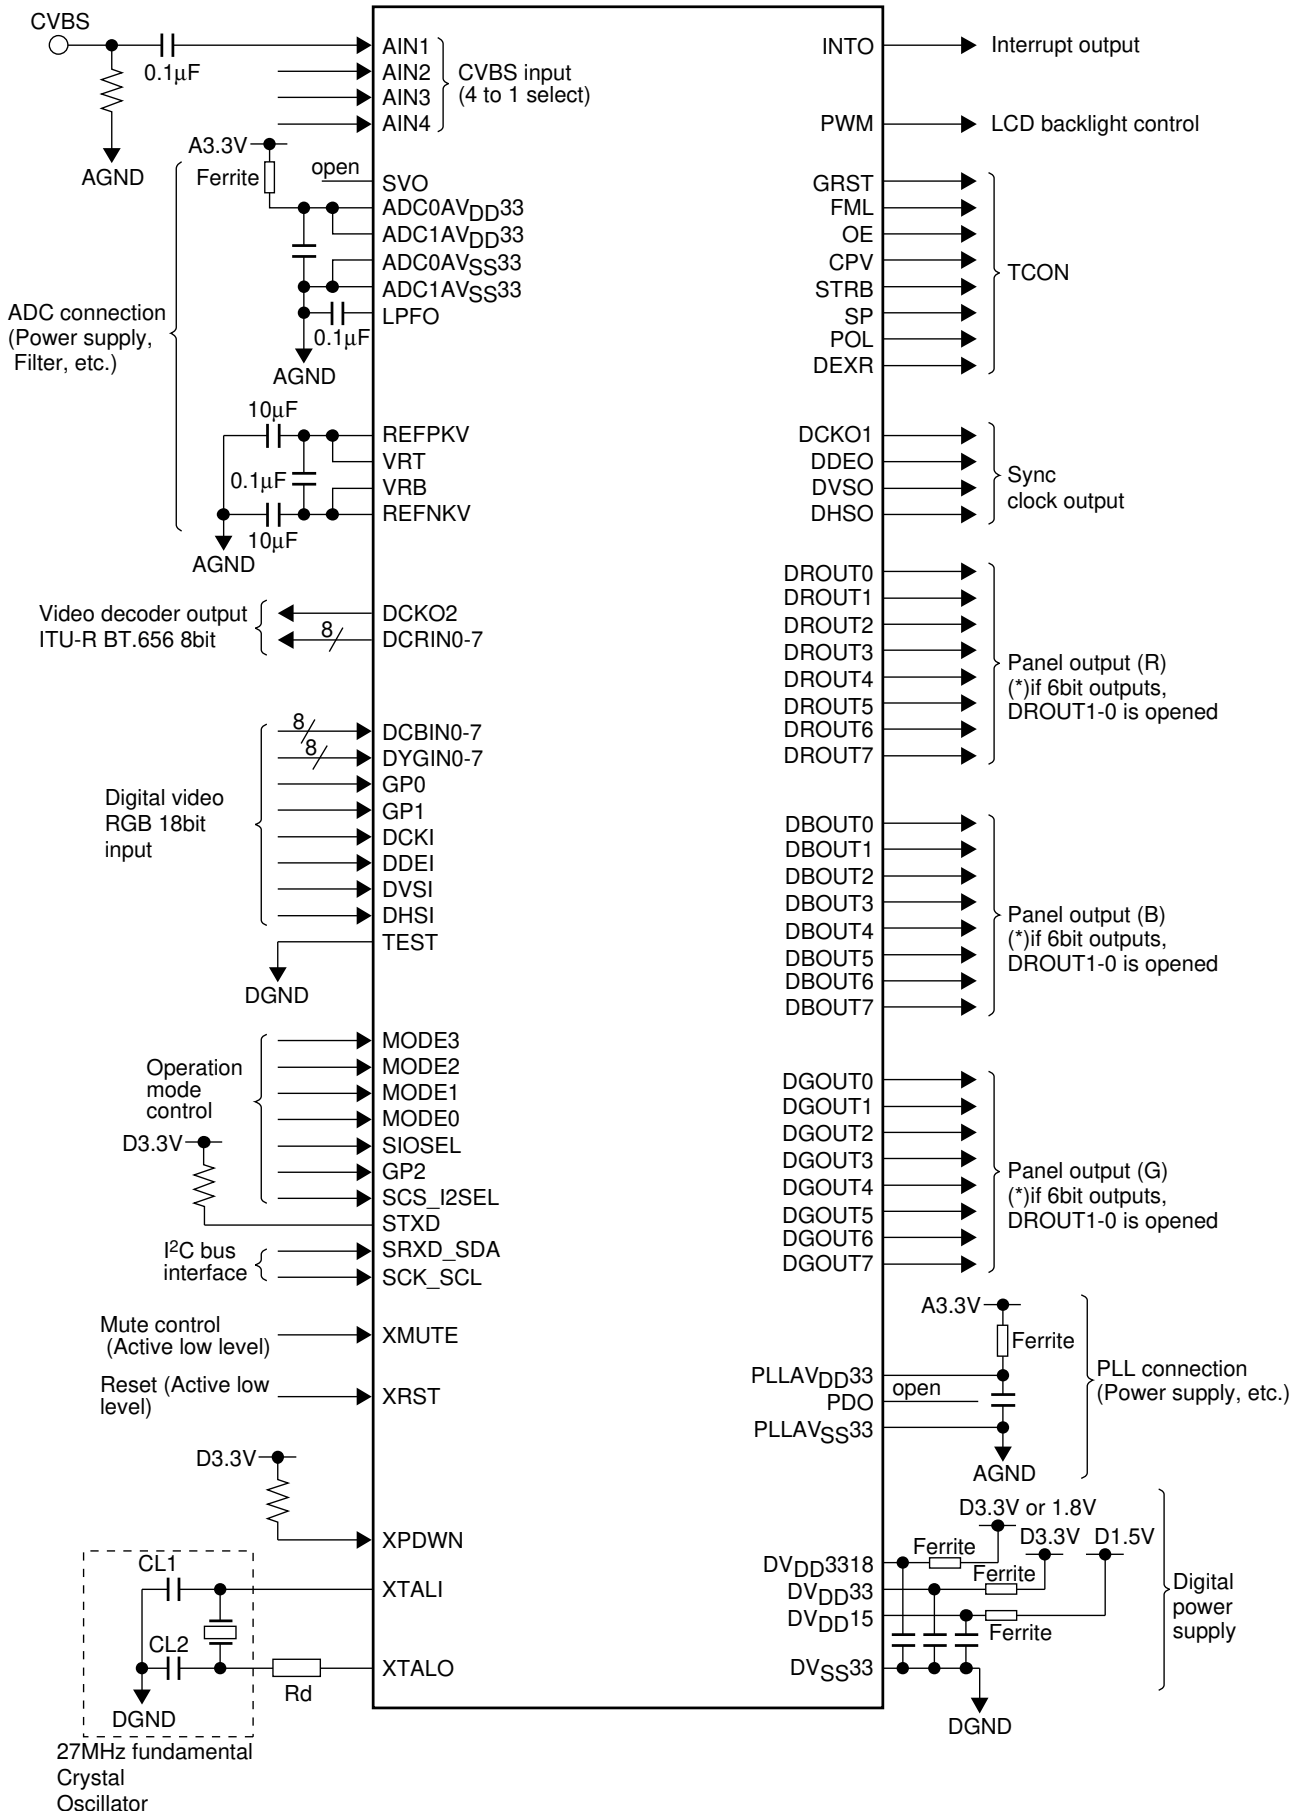 CVBS
0.1µF
AGND
AIN1
AIN2
AIN3
AIN4
CVBS input
(4 to 1 select)
A3.3V
Ferrite
open
SVO
ADC0AVDD33
ADC1AVDD33
ADC0AVSS33
ADC1AVSS33
LPFO
0.1µF
AGND
ADC connection
(Power supply,
Filter, etc.)
10µF
REFPKV
VRT
0.1µF
VRB
REFNKV
10µF
AGND
Video decoder output
ITU-R BT.656 8bit
DCKO2
8
DCRIN0-7
8
DCBIN0-7
8
DYGIN0-7
GP0
GP1
DCKI
DDEI
DVSI
DHSI
TEST
Digital video
RGB 18bit
input
DGND
MODE3
MODE2
MODE1
MODE0
SIOSEL
GP2
SCS_I2SEL
STXD
SRXD_SDA
SCK_SCL
Operation
mode
control
D3.3V
I2C bus
interface
Mute control
(Active low level)
XMUTE
Reset (Active low
level)
XRST
D3.3V
XPDWN
CL1
XTALI
CL2
XTALO
Rd
DGND
27MHz fundamental
Crystal
Oscillator
INTO
Interrupt output
PWM
LCD backlight control
GRST
FML
OE
CPV
STRB
SP
POL
DEXR
TCON
DCKO1
DDEO
DVSO
DHSO
Sync
clock output
DROUT0
DROUT1
DROUT2
DROUT3
DROUT4
DROUT5
DROUT6
DROUT7
Panel output (R)
(*)if 6bit outputs,
DROUT1-0 is opened
DBOUT0
DBOUT1
DBOUT2
DBOUT3
DBOUT4
DBOUT5
DBOUT6
DBOUT7
Panel output (B)
(*)if 6bit outputs,
DROUT1-0 is opened
DGOUT0
DGOUT1
DGOUT2
DGOUT3
DGOUT4
DGOUT5
DGOUT6
DGOUT7
Panel output (G)
(*)if 6bit outputs,
DROUT1-0 is opened
A3.3V
Ferrite
PLLAVDD33
open
PDO
PLLAVSS33
AGND
PLL connection
(Power supply, etc.)
D3.3V or 1.8V
D3.3V
D1.5V
Ferrite
DVDD3318
Ferrite
DVDD33
DVDD15
Ferrite
DVSS33
DGND
Digital
power
supply